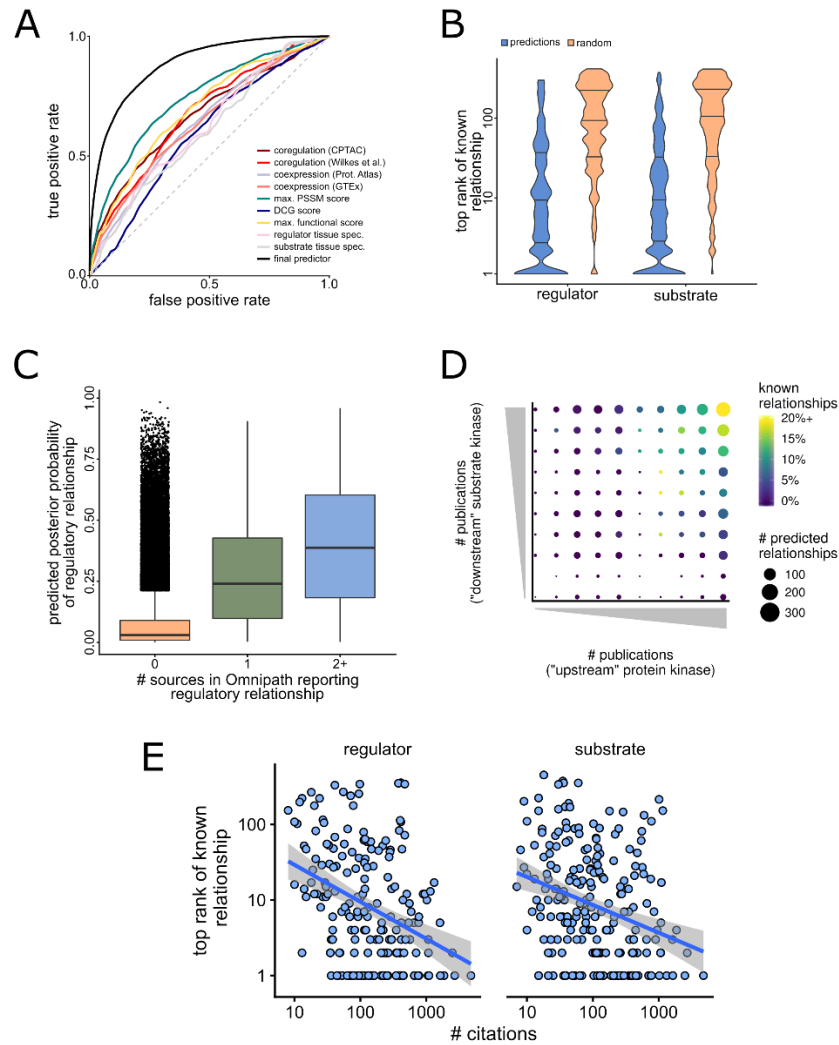 A
true positive rate
1.0
0.5
0.0
0.0
0.5
1.0
false positive rate
coregulation (CPTAC)
coregulation (Wilkes et al.)
coexpression (Prot. Atlas)
coexpression (GTEx)
max. PSSM score
DCG score
max. functional score
regulator tissue spec.
substrate tissue spec.
final predictor
B
predictions
random
top rank of known
relationship
100
10
1
regulator
substrate
C
predicted posterior probability
of regulatory relationship
1.00
0.75
0.50
0.25
0.00
0
1
2+
# sources in Omnipath reporting
regulatory relationship
D
# publications
("downstream" substrate kinase)
# publications
("upstream" protein kinase)
known
relationships
20%+
15%
10%
5%
0%
# predicted
relationships
100
200
300
E
regulator
substrate
top rank of known
relationship
100
10
1
10
100
1000
10
100
1000
# citations